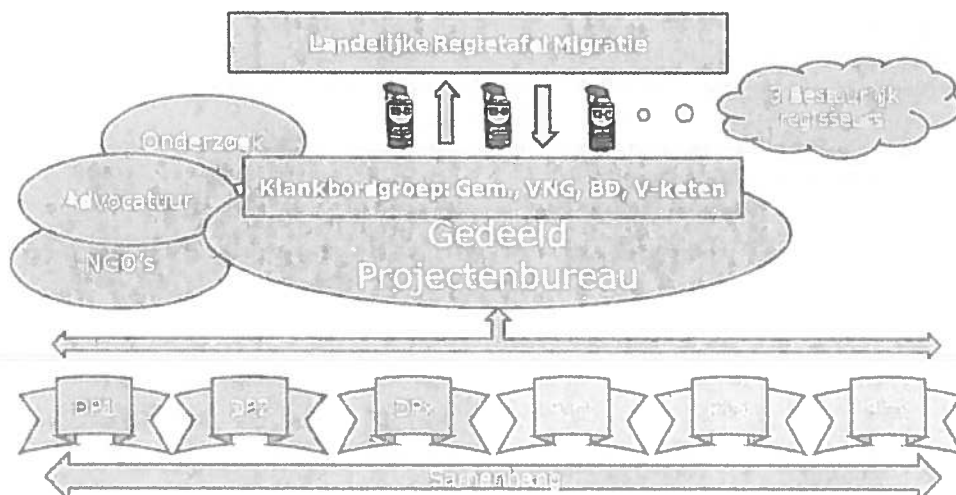 Landelijke Regietafel Migratie
3 Bestuurlijk
regisseurs
Onderzoek
Advocatuur
NGO's
Klankbordgroep: Gem., VNG, BD, V-keten
Gedeeld
Projectenbureau
DP1
DP2
DPx
Samenhang